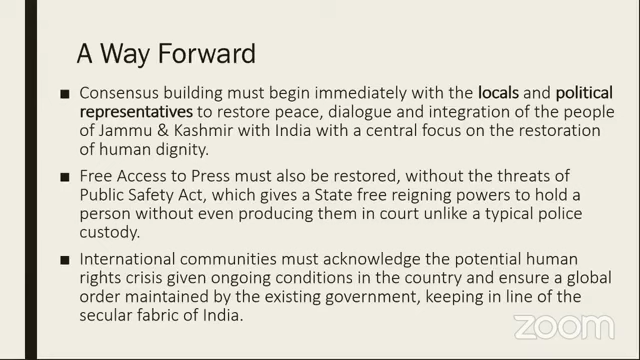 A Way Forward
■ Consensus building must begin immediately with the locals and political
representatives to restore peace, dialogue and integration of the people
of Jammu & Kashmir with India with a central focus on the restoration
of human dignity.
■ Free Access to Press must also be restored, without the threats of
Public Safety Act, which gives a State free reigning powers to hold a
person without even producing them in court unlike a typical police
custody.
■ International communities must acknowledge the potential human
rights crisis given ongoing conditions in the country and ensure a global
order maintained by the existing government, keeping in line of the
secular fabric of India.
zoom